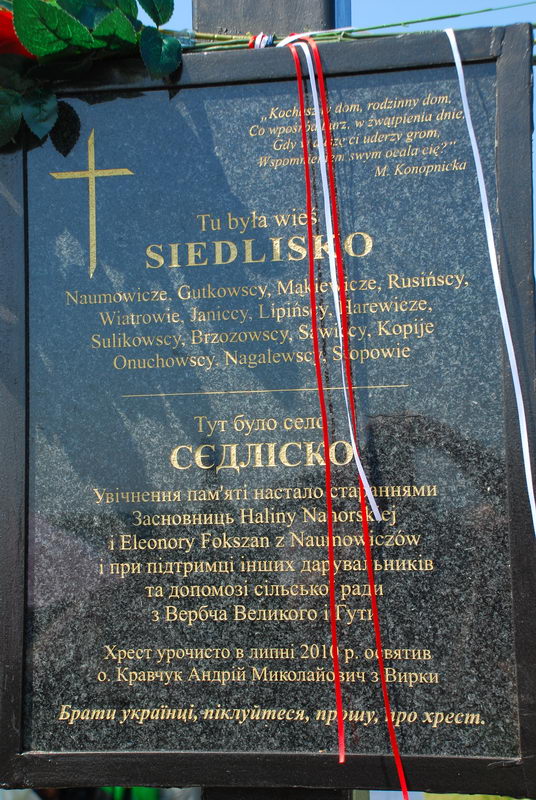 „Kochasz ty dom, rodzinny dom,
Co wpośród burz, w zwątpienia dnie,
Gdy w duszę ci uderzy grom,
Wspomnieniem swym ocala cię?”
M. Konopnicka
Tu była wieś
SIEDLISKO
Naumowicze, Gutkowscy, Mąkiewicze, Rusińscy,
Wiatrowie, Janiccy, Lipińscy, Harewicze,
Sulikowscy, Brzozowscy, Sawiccy, Kopije
Onuchowscy, Nagalewscy, Stopowie
Тут було село
СЄДЛІСКО
Увічнення пам'яті настало стараннями
Засновниць Haliny Nahorskiej
і Eleonory Fokszan z Naumowiczów
і при підтримці інших дарувальників
та допомозі сільської ради
з Вербча Великого і Гути
Хрест урочисто в липні 2010 р. освятив
о. Кравчук Андрій Миколайович з Вирки
Брати українці, піклуйтеся, прошу, про хрест.